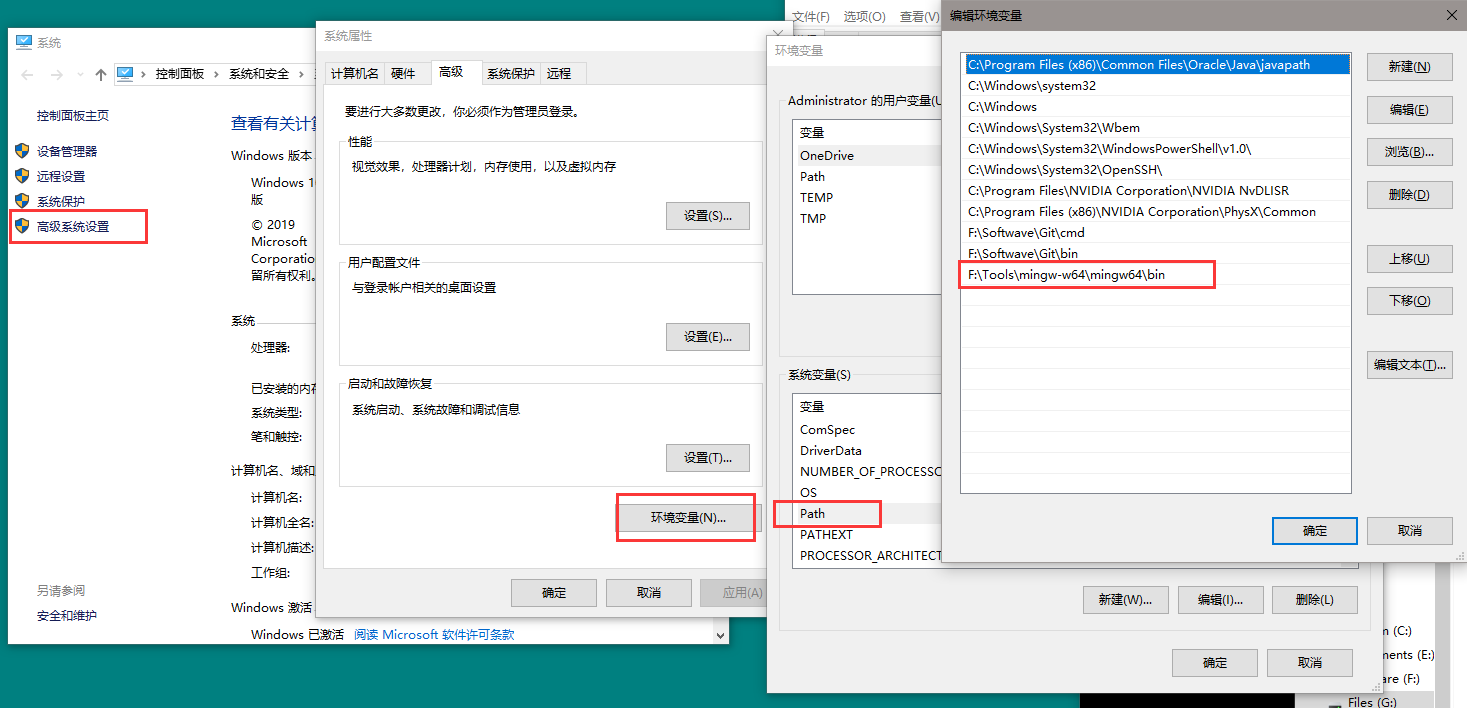 系统
控制面板
系统和安全
控制面板主页
设备管理器
远程设置
系统保护
高级系统设置
另请参阅
安全和维护
查看有关计算
Windows 版本
Windows 1
版
© 2019
Microsoft
Corporatio
留所有权利。
系统
处理器:
已安装的内存
系统类型:
笔和触控:
计算机名、域和
计算机名:
计算机全名:
计算机描述:
工作组:
Windows 激活
Windows 已激活 阅读 Microsoft 软件许可条款
系统属性
计算机名 硬件 高级 系统保护 远程
要进行大多数更改，你必须作为管理员登录。
性能
视觉效果，处理器计划，内存使用，以及虚拟内存
设置(S)...
用户配置文件
与登录帐户相关的桌面设置
设置(E)...
启动和故障恢复
系统启动、系统故障和调试信息
设置(T)...
环境变量(N)...
确定 取消 应用(A)
文件(F) 选项(O) 查看(V)
环境变量
Administrator 的用户变量(U
变量
OneDrive
Path
TEMP
TMP
系统变量(S)
变量
ComSpec
DriverData
NUMBER_OF_PROCESSO
OS
Path
PATHEXT
PROCESSOR_ARCHITECT
新建(W)... 编辑(I)... 删除(L)
确定 取消
编辑环境变量
C:\Program Files (x86)\Common Files\Oracle\Java\javapath
C:\Windows\system32
C:\Windows
C:\Windows\System32\Wbem
C:\Windows\System32\WindowsPowerShell\v1.0\
C:\Windows\System32\OpenSSH\
C:\Program Files\NVIDIA Corporation\NVIDIA NvDLISR
C:\Program Files (x86)\NVIDIA Corporation\PhysX\Common
F:\Softwave\Git\cmd
F:\Softwave\Git\bin
F:\Tools\mingw-w64\mingw64\bin
新建(N)
编辑(E)
浏览(B)...
删除(D)
上移(U)
下移(O)
编辑文本(T)...
确定 取消
m (C:)
ments (E:)
are (F:)
Files (G:)